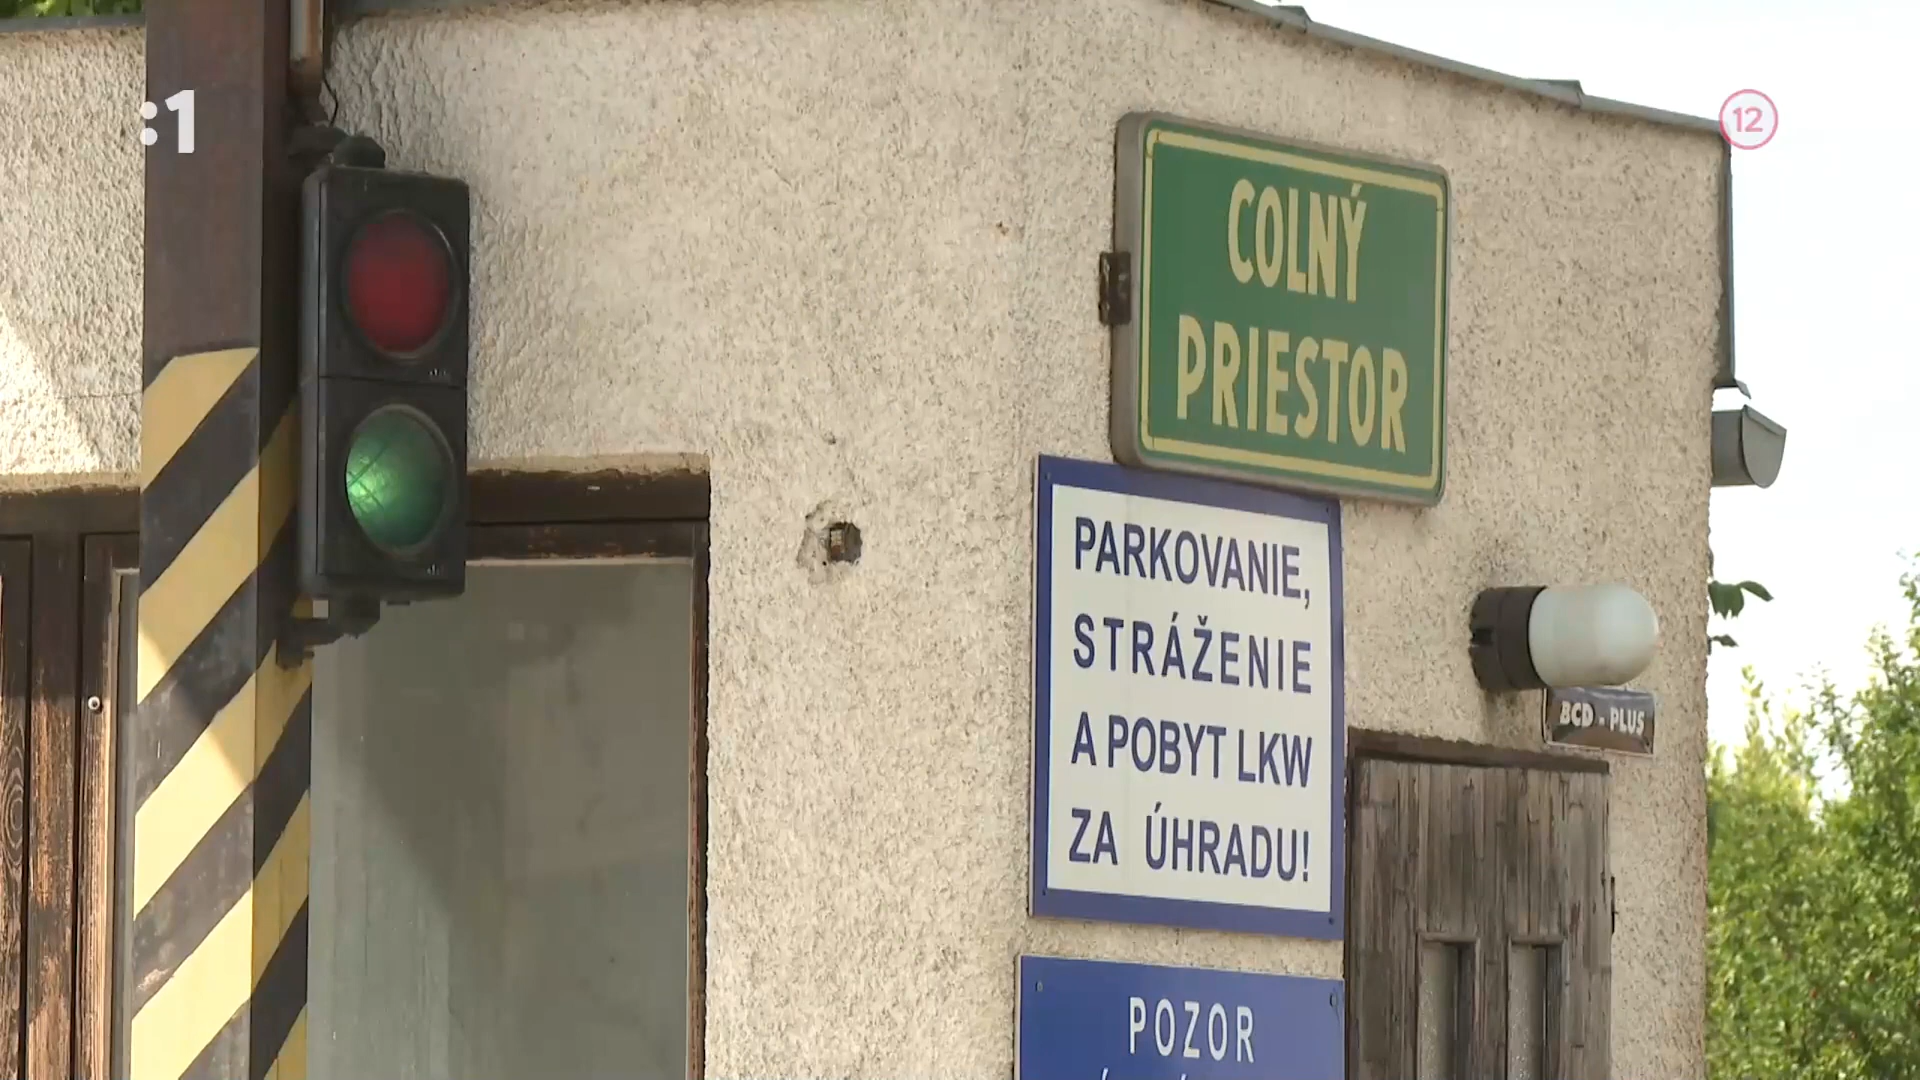 :1
12
COLNÝ
PRIESTOR
PARKOVANIE,
STRÁŽENIE
A POBYT LKW
ZA ÚHRADU!
BCD - PLUS
POZOR